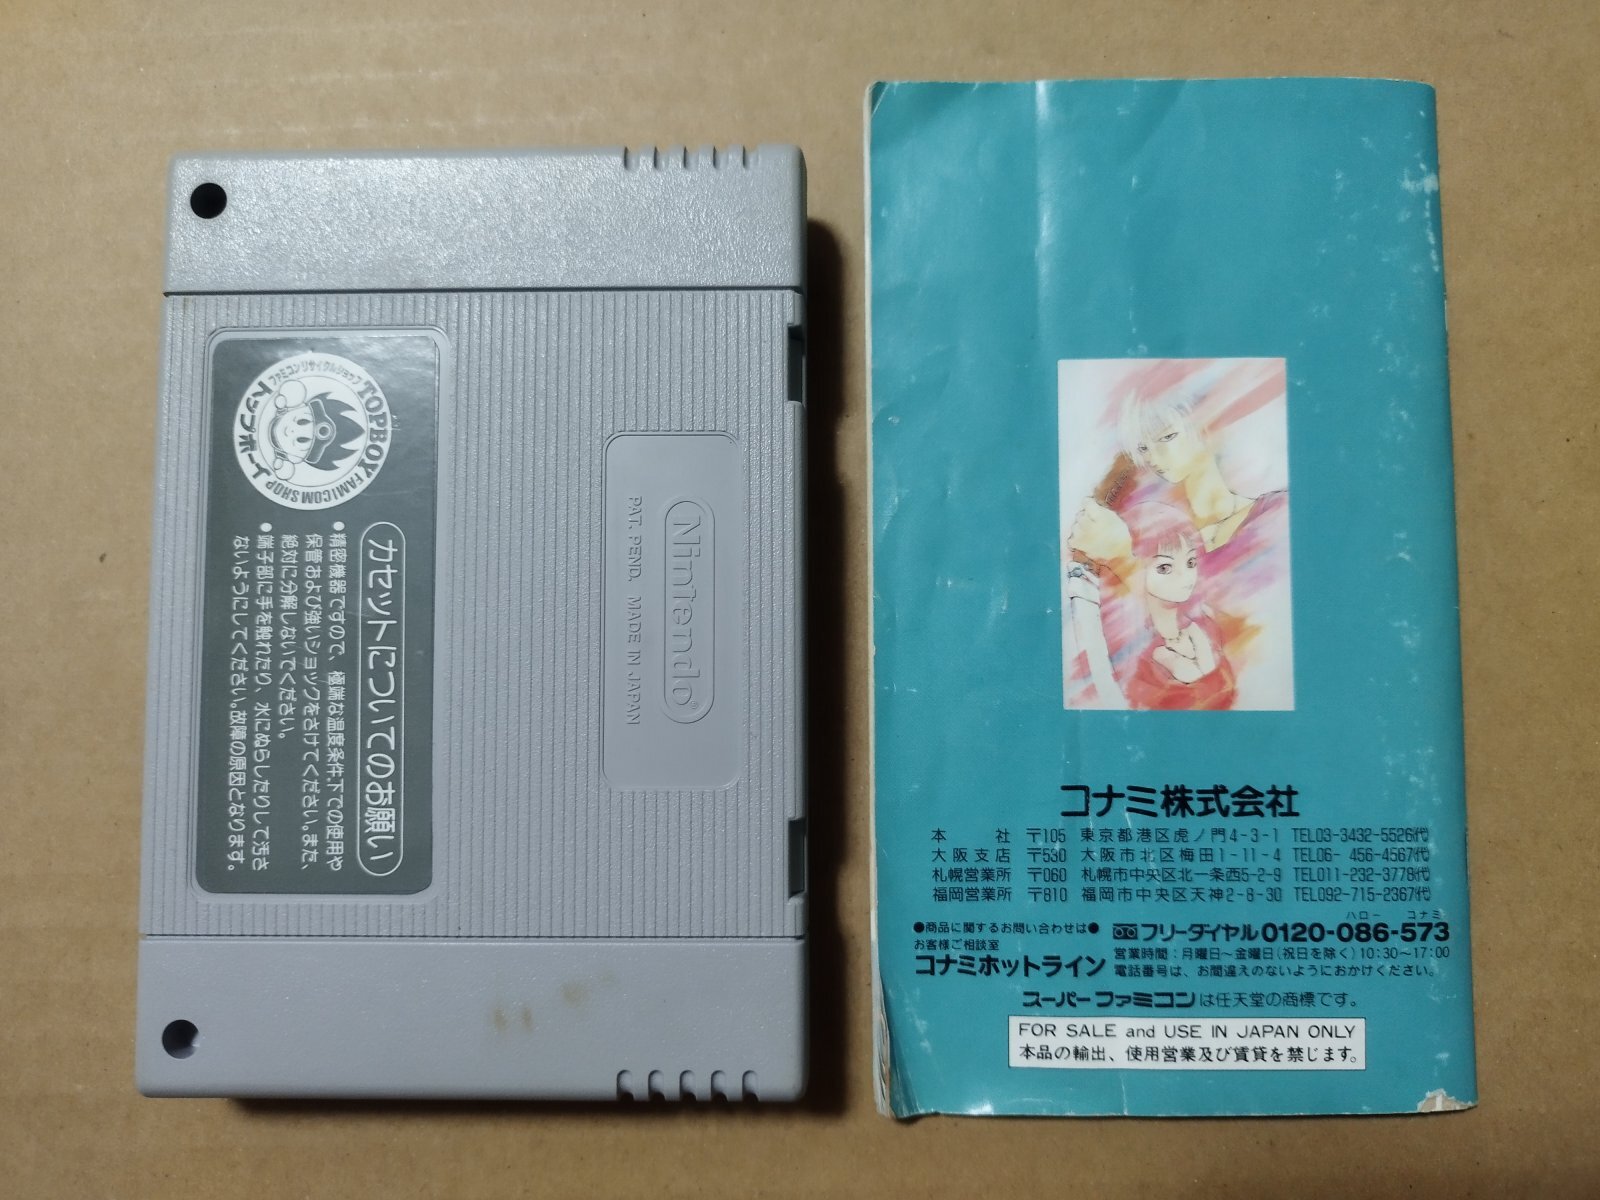 TOPBOY FAMICOM SHOP
ファミコンリサイクルショップ
トップボーイ
カセットについてのお願い
●精密機器ですので、極端な温度条件下での使用や
保管および強いショックをさけてください。また、
絶対に分解しないでください。
●端子部に手を触れたり、水にぬらしたりして汚さ
ないようにしてください。故障の原因となります。
Nintendo®
PAT. PEND. MADE IN JAPAN
コナミ株式会社
本 社 〒105 東京都港区虎ノ門4-3-1 TEL03-3432-5526㈹
大阪支店 〒530 大阪市北区梅田1-11-4 TEL06-456-4567㈹
札幌営業所 〒060 札幌市中央区北一条西5-2-9 TEL011-232-3778㈹
福岡営業所 〒810 福岡市中央区天神2-8-30 TEL092-715-2367㈹
●商品に関するお問い合わせは●
お客様ご相談室
コナミホットライン
ハロー コナミ
フリーダイヤル0120-086-573
営業時間：月曜日〜金曜日(祝日を除く)10:30〜17:00
電話番号は、お間違えのないようにおかけください。
スーパーファミコンは任天堂の商標です。
FOR SALE and USE IN JAPAN ONLY
本品の輸出、使用営業及び賃貸を禁じます。